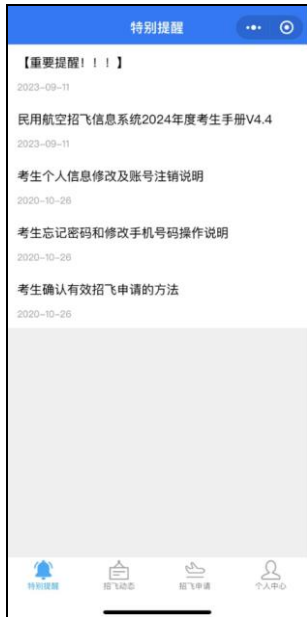 特别提醒
【重要提醒！！！】
2023-09-11
民用航空招飞信息系统2024年度考生手册V4.4
2023-09-11
考生个人信息修改及账号注销说明
2020-10-26
考生忘记密码和修改手机号码操作说明
2020-10-26
考生确认有效招飞申请的方法
2020-10-26
特别提醒 招飞动态 招飞申请 个人中心